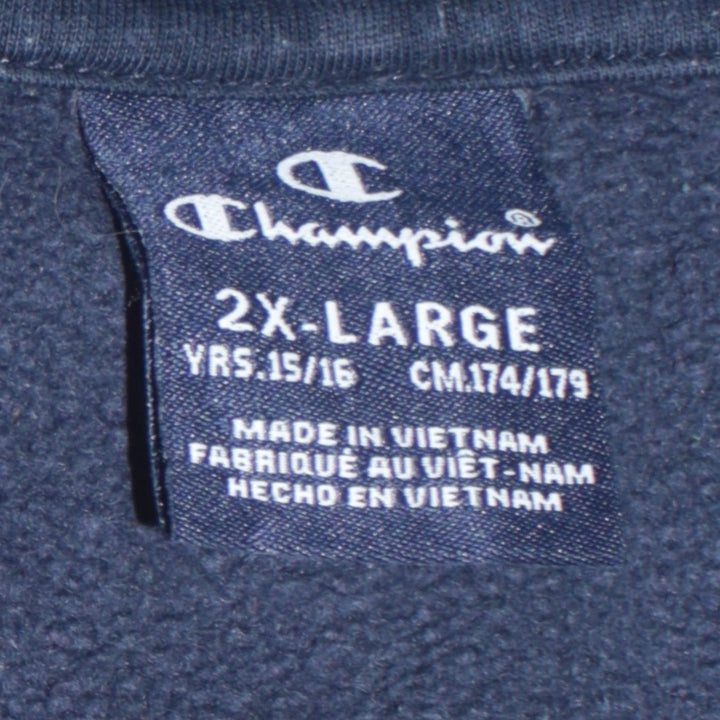 Champion®
2X-LARGE
YRS.15/16 CM.174/179
MADE IN VIETNAM
FABRIQUÉ AU VIÊT-NAM
HECHO EN VIETNAM